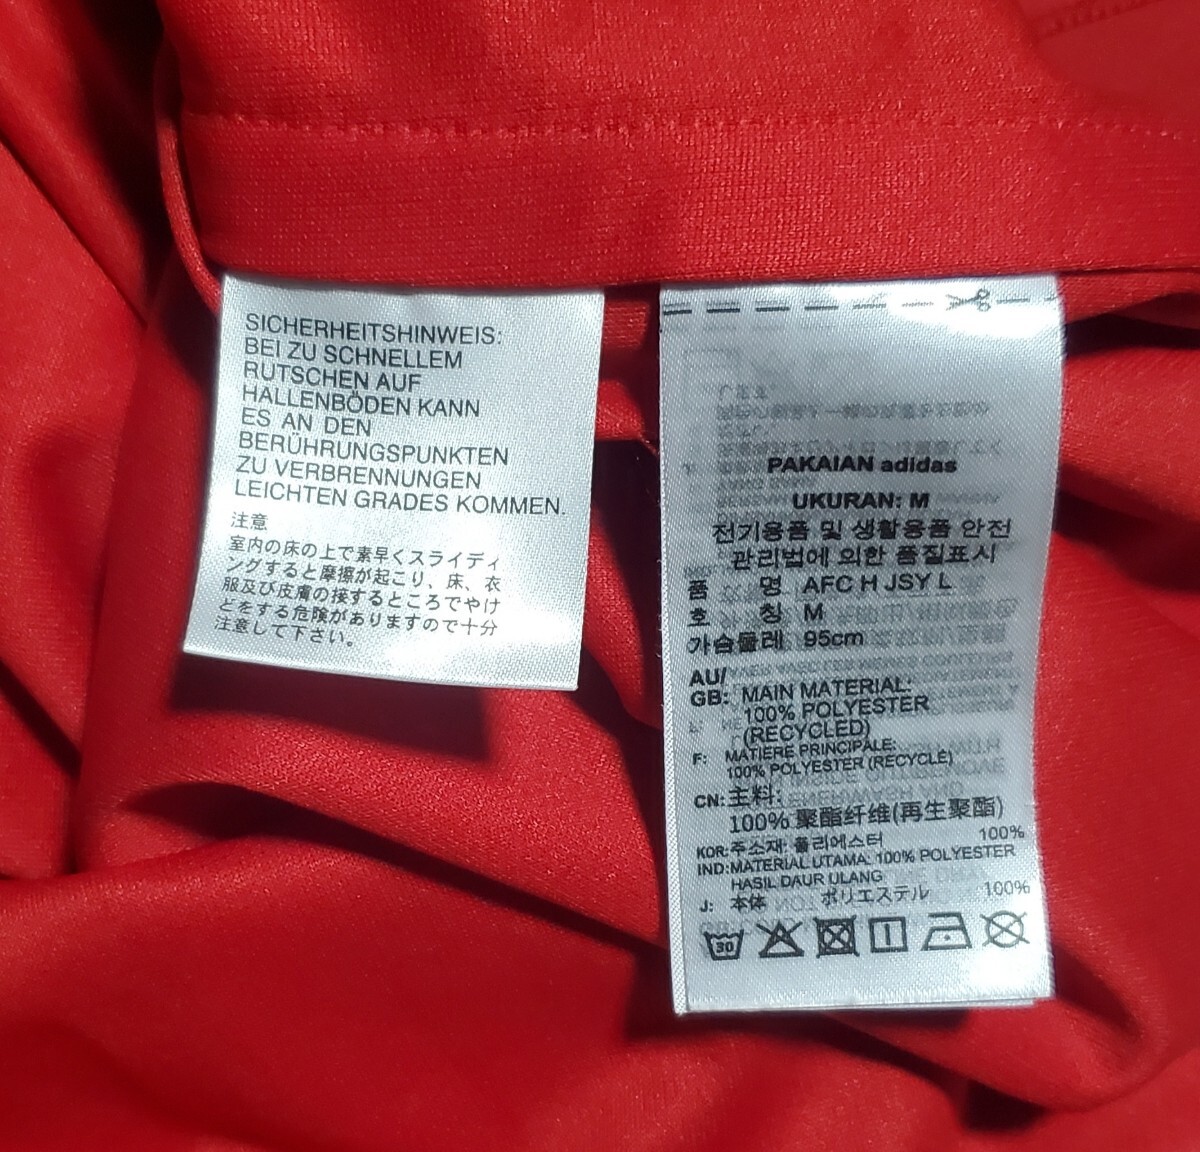 SICHERHEITSHINWEIS:
BEI ZU SCHNELLEM
RUTSCHEN AUF
HALLENBÖDEN KANN
ES AN DEN
BERÜHRUNGSPUNKTEN
ZU VERBRENNUNGEN
LEICHTEN GRADES KOMMEN.
注意
室内の床の上で素早くスライディ
ングすると摩擦が起こり、床、衣
服及び皮膚の接するところでやけ
どをする危険がありますので十分
注意して下さい。
PAKAIAN adidas
UKURAN: M
전기용품 및 생활용품 안전
관리법에 의한 품질표시
품 명 AFC H JSY L
호 칭 M
가슴둘레 95cm
AU/
GB: MAIN MATERIAL:
100% POLYESTER
(RECYCLED)
F: MATIERE PRINCIPALE:
100% POLYESTER (RECYCLÉ)
CN: 主料:
100% 聚酯纤维(再生聚酯)
KOR: 주소재: 폴리에스터 100%
IND: MATERIAL UTAMA: 100% POLYESTER
HASIL DAUR ULANG
J: 本体 ポリエステル 100%
30